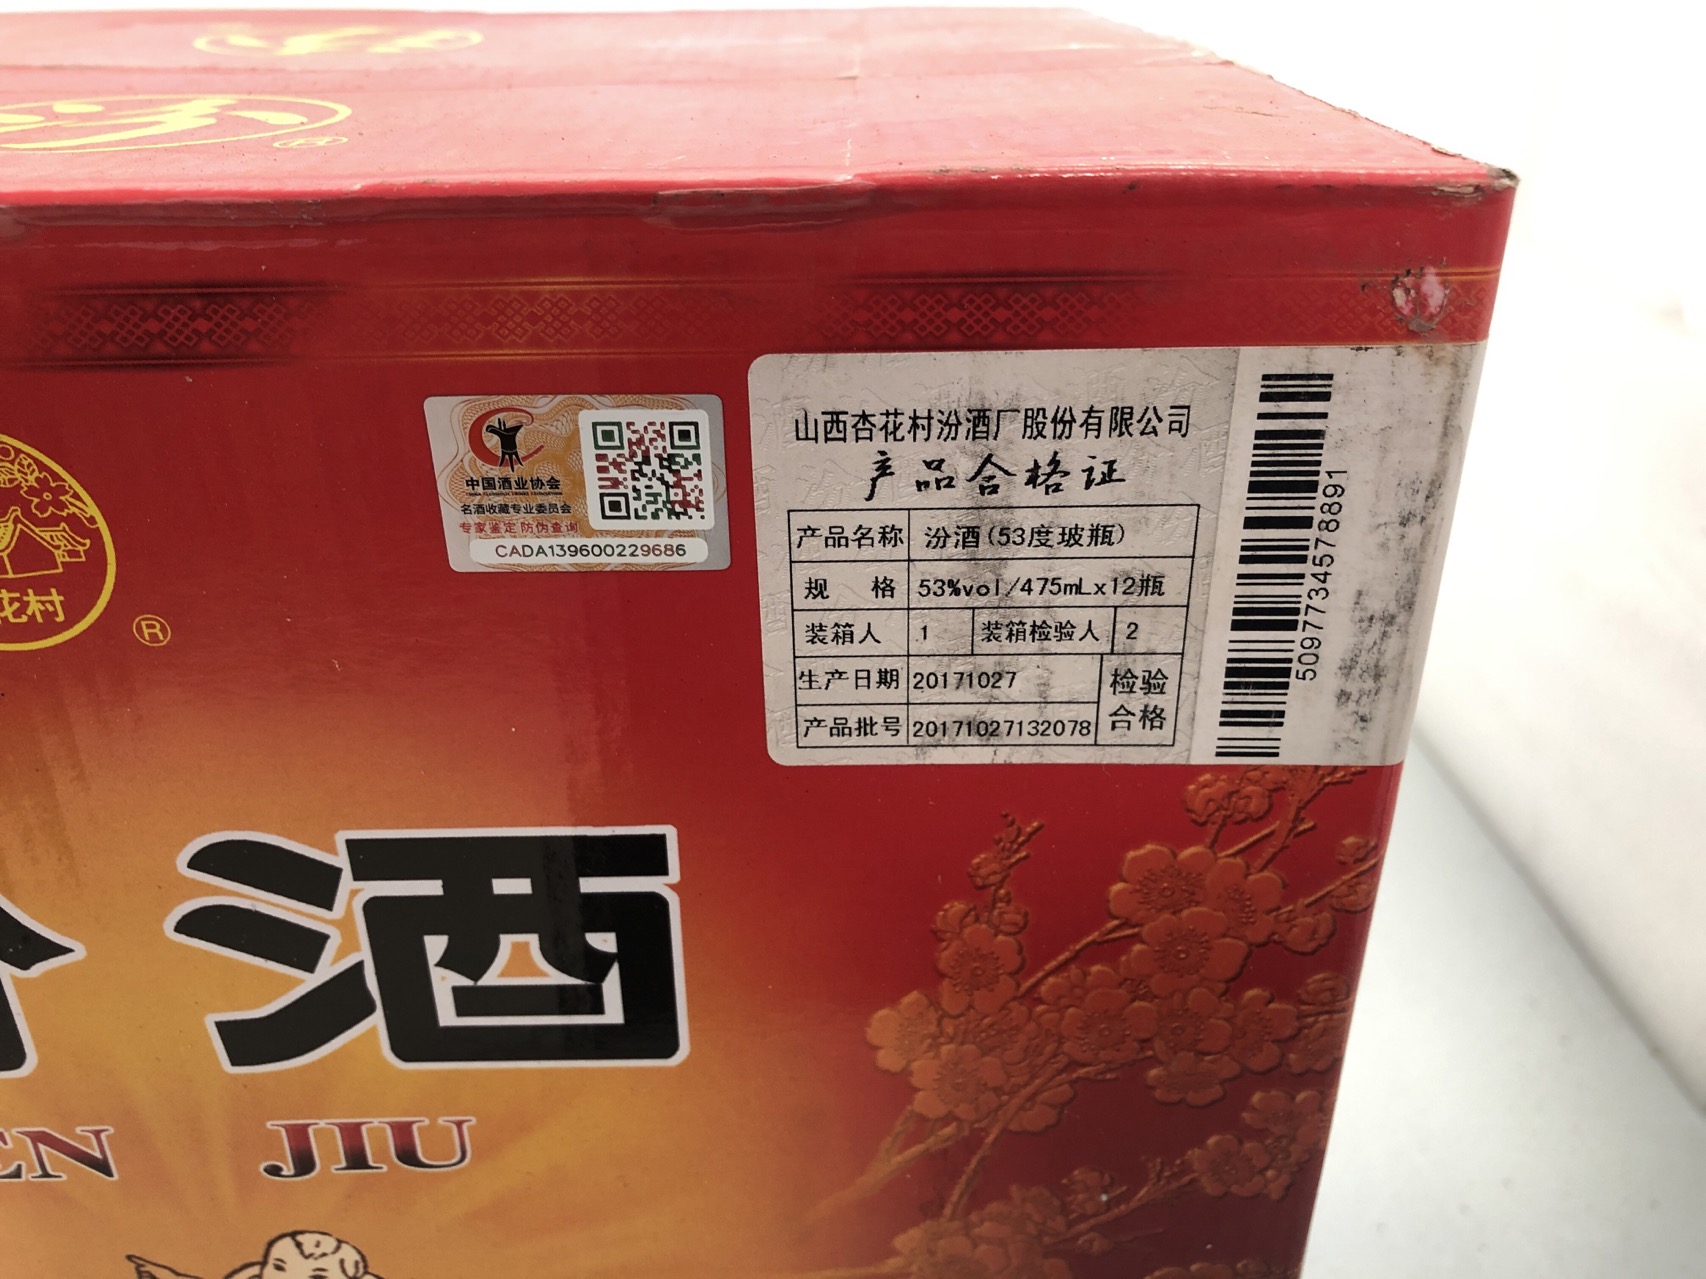 汾
®
花村
®
中国酒业协会
名酒收藏专业委员会
专家鉴定 防伪查询
CADA139600229686
山西杏花村汾酒厂股份有限公司
产品合格证
产品名称 汾酒(53度玻瓶)
规 格 53%vol/475mLx12瓶
装箱人 1 装箱检验人 2
生产日期 20171027
产品批号 20171027132078
检验
合格
5097734578891
酒
EN JIU